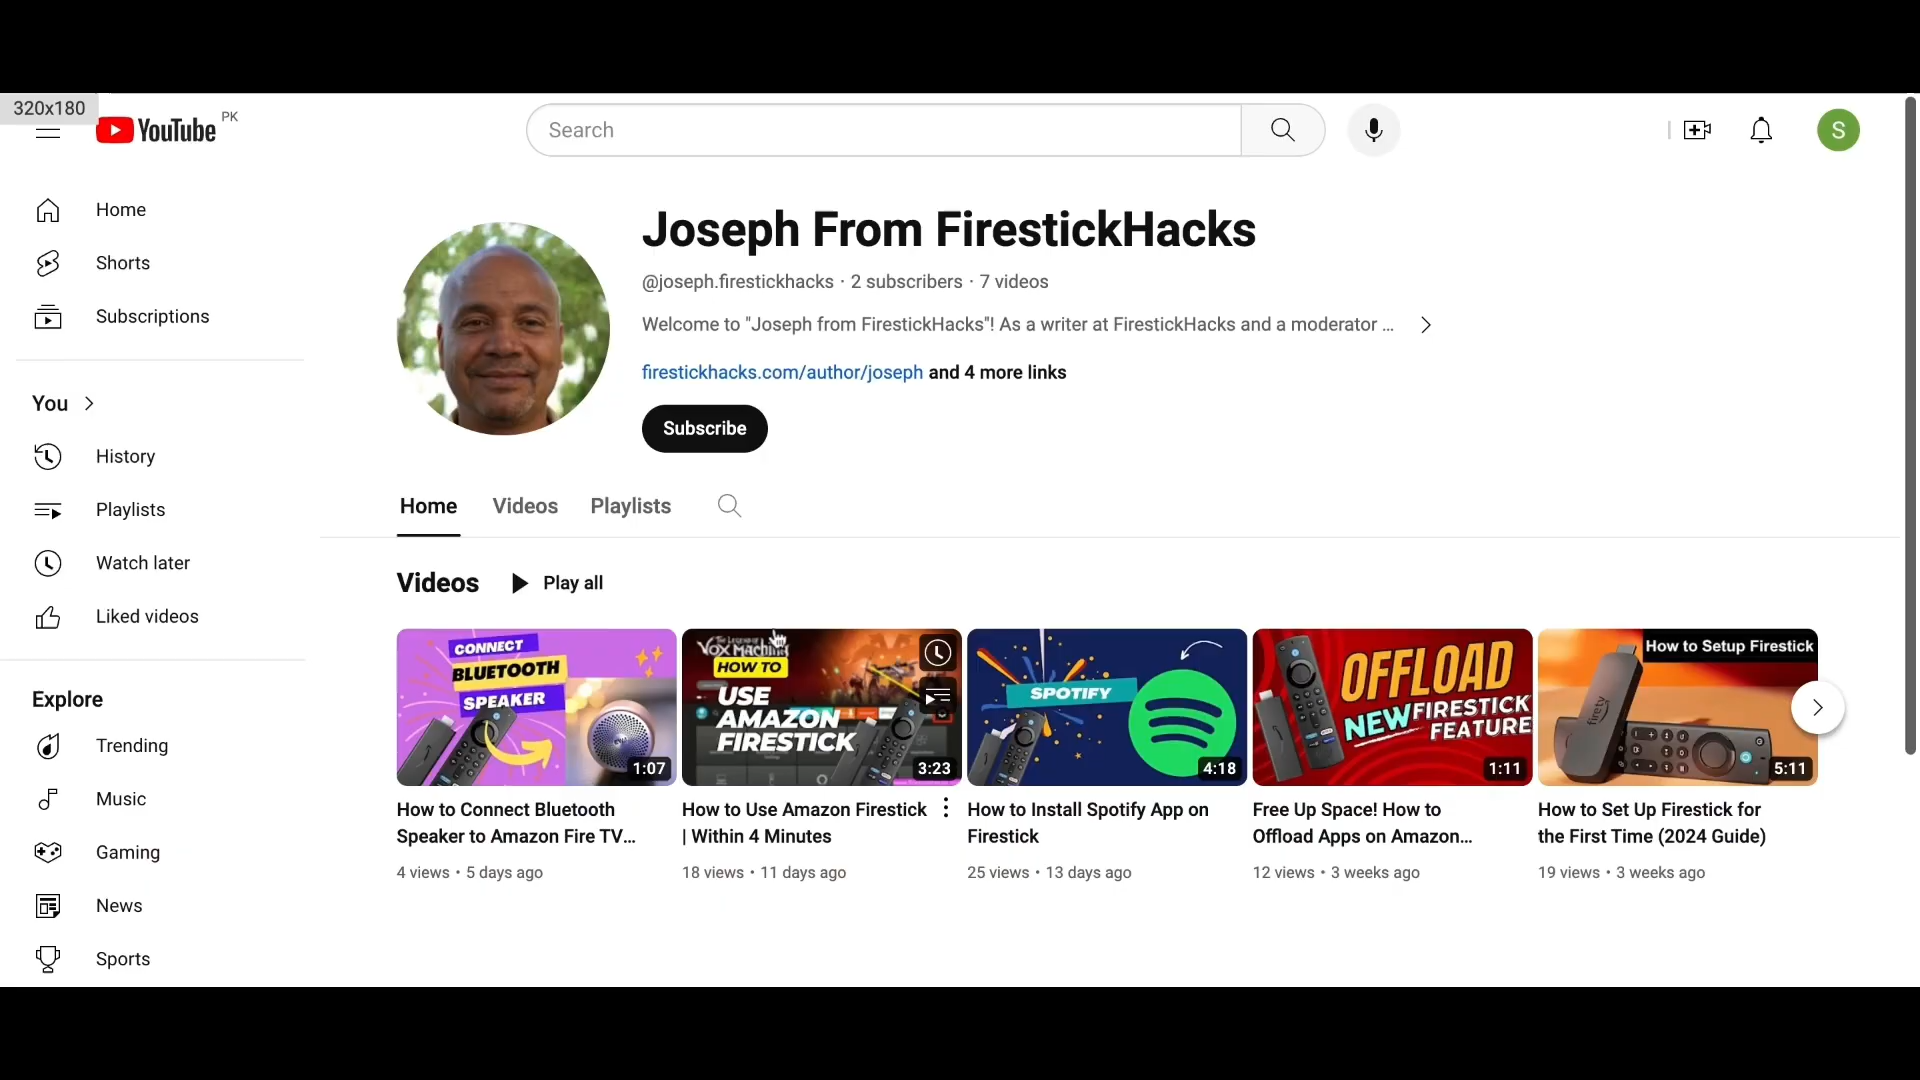 320x180
YouTube PK
Search
S
Home
Shorts
Subscriptions
You
History
Playlists
Watch later
Liked videos
Explore
Trending
Music
Gaming
News
Sports
Joseph From FirestickHacks
@joseph.firestickhacks · 2 subscribers · 7 videos
Welcome to "Joseph from FirestickHacks"! As a writer at FirestickHacks and a moderator ...
firestickhacks.com/author/joseph and 4 more links
Subscribe
Home Videos Playlists
Videos Play all
CONNECT
BLUETOOTH
SPEAKER
1:07
How to Connect Bluetooth
Speaker to Amazon Fire TV...
4 views • 5 days ago
VOX MACHINA
HOW TO
USE
AMAZON
FIRESTICK
3:23
How to Use Amazon Firestick
| Within 4 Minutes
18 views • 11 days ago
SPOTIFY
4:18
How to Install Spotify App on
Firestick
25 views • 13 days ago
OFFLOAD
NEW FIRESTICK
FEATURE
1:11
Free Up Space! How to
Offload Apps on Amazon...
12 views • 3 weeks ago
How to Setup Firestick
firetv
5:11
How to Set Up Firestick for
the First Time (2024 Guide)
19 views • 3 weeks ago